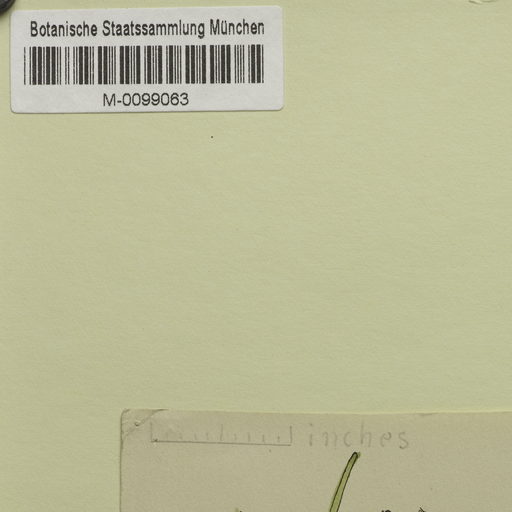 Botanische Staatssammlung München
M-0099063
inches